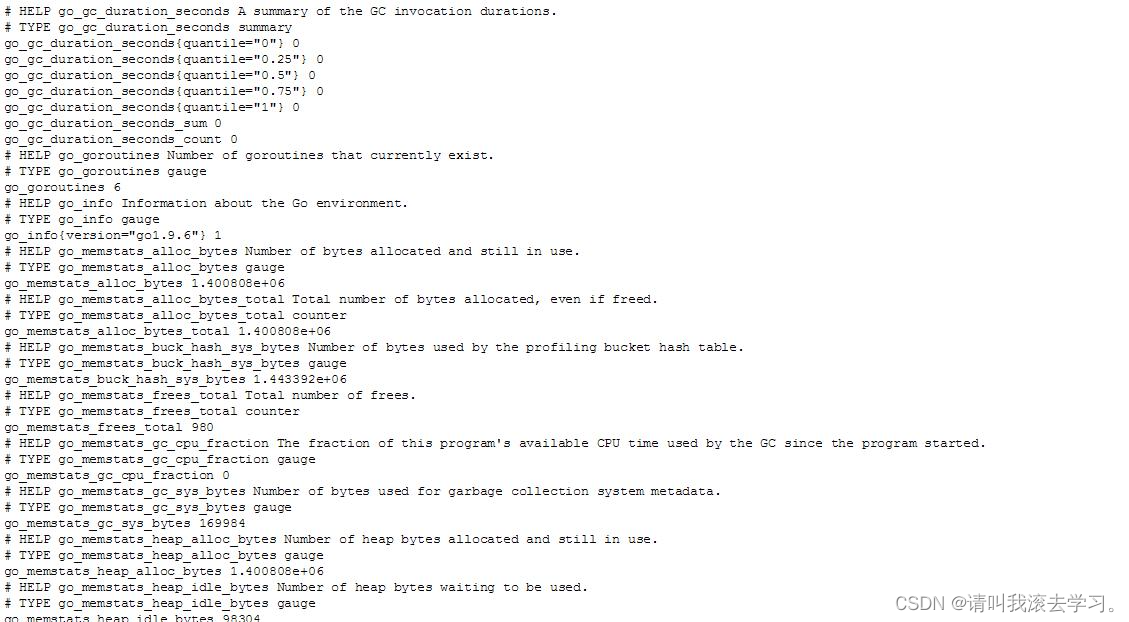 # HELP go_gc_duration_seconds A summary of the GC invocation durations.
# TYPE go_gc_duration_seconds summary
go_gc_duration_seconds{quantile="0"} 0
go_gc_duration_seconds{quantile="0.25"} 0
go_gc_duration_seconds{quantile="0.5"} 0
go_gc_duration_seconds{quantile="0.75"} 0
go_gc_duration_seconds{quantile="1"} 0
go_gc_duration_seconds_sum 0
go_gc_duration_seconds_count 0
# HELP go_goroutines Number of goroutines that currently exist.
# TYPE go_goroutines gauge
go_goroutines 6
# HELP go_info Information about the Go environment.
# TYPE go_info gauge
go_info{version="go1.9.6"} 1
# HELP go_memstats_alloc_bytes Number of bytes allocated and still in use.
# TYPE go_memstats_alloc_bytes gauge
go_memstats_alloc_bytes 1.400808e+06
# HELP go_memstats_alloc_bytes_total Total number of bytes allocated, even if freed.
# TYPE go_memstats_alloc_bytes_total counter
go_memstats_alloc_bytes_total 1.400808e+06
# HELP go_memstats_buck_hash_sys_bytes Number of bytes used by the profiling bucket hash table.
# TYPE go_memstats_buck_hash_sys_bytes gauge
go_memstats_buck_hash_sys_bytes 1.443392e+06
# HELP go_memstats_frees_total Total number of frees.
# TYPE go_memstats_frees_total counter
go_memstats_frees_total 980
# HELP go_memstats_gc_cpu_fraction The fraction of this program's available CPU time used by the GC since the program started.
# TYPE go_memstats_gc_cpu_fraction gauge
go_memstats_gc_cpu_fraction 0
# HELP go_memstats_gc_sys_bytes Number of bytes used for garbage collection system metadata.
# TYPE go_memstats_gc_sys_bytes gauge
go_memstats_gc_sys_bytes 169984
# HELP go_memstats_heap_alloc_bytes Number of heap bytes allocated and still in use.
# TYPE go_memstats_heap_alloc_bytes gauge
go_memstats_heap_alloc_bytes 1.400808e+06
# HELP go_memstats_heap_idle_bytes Number of heap bytes waiting to be used.
# TYPE go_memstats_heap_idle_bytes gauge
go_memstats_heap_idle_bytes 98304
CSDN @请叫我滚去学习。